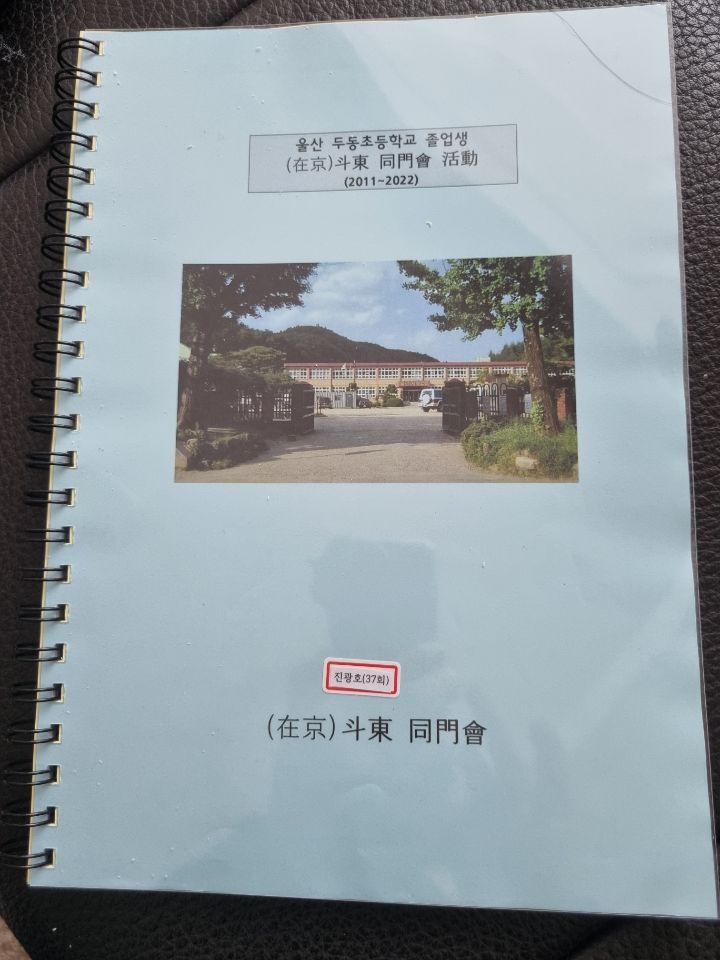 울산 두동초등학교 졸업생
(在京)斗東 同門會 活動
(2011~2022)
진광호(37회)
(在京)斗東 同門會